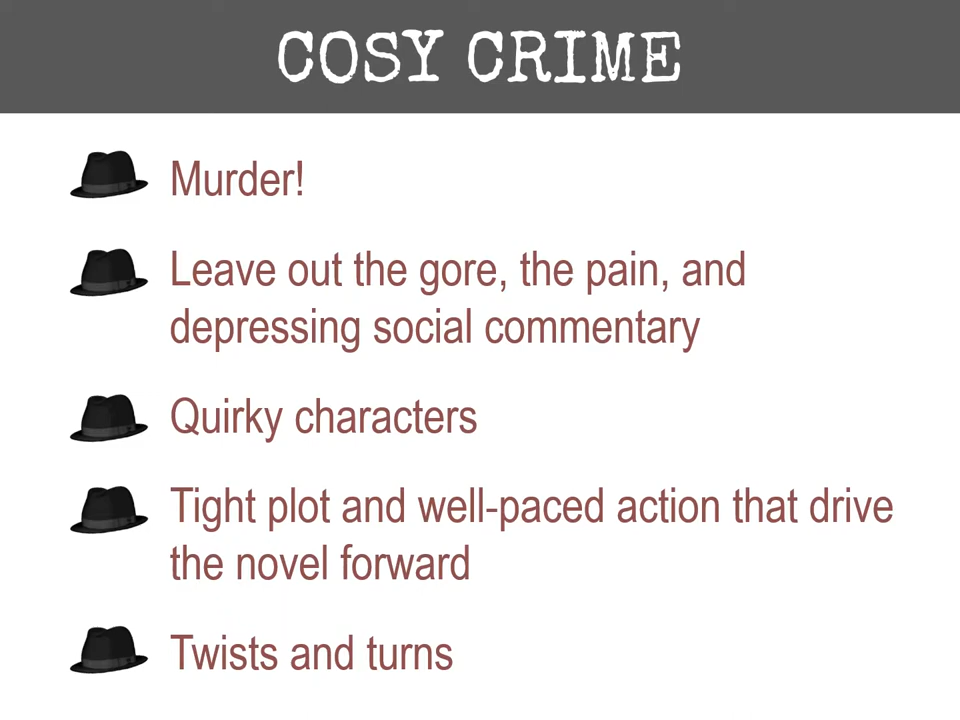 COSY CRIME
Murder!
Leave out the gore, the pain, and
depressing social commentary
Quirky characters
Tight plot and well-paced action that drive
the novel forward
Twists and turns